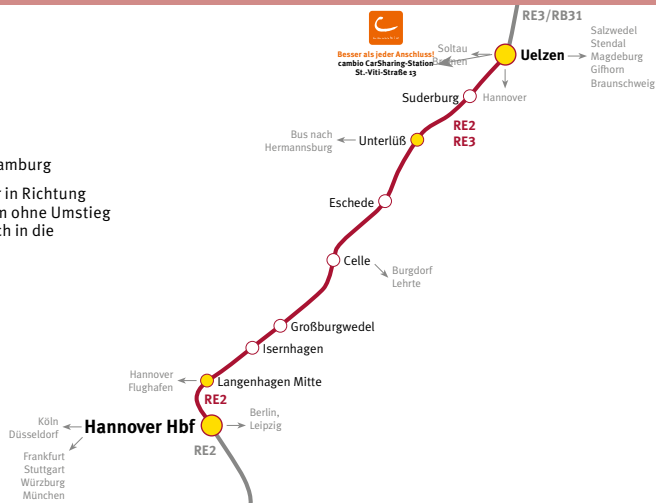 RE3/RB31
cambio
Besser als jeder Anschluss!
cambio CarSharing-Station
St.-Viti-Straße 13
Soltau
Bremen
Uelzen
Salzwedel
Stendal
Magdeburg
Gifhorn
Braunschweig
Suderburg
Hannover
RE2
RE3
Bus nach
Hermannsburg
Unterlüß
amburg
r in Richtung
n ohne Umstieg
ch in die
Eschede
Celle
Burgdorf
Lehrte
Großburgwedel
Isernhagen
Hannover
Flughafen
Langenhagen Mitte
RE2
Köln
Düsseldorf
Hannover Hbf
Berlin,
Leipzig
RE2
Frankfurt
Stuttgart
Würzburg
München